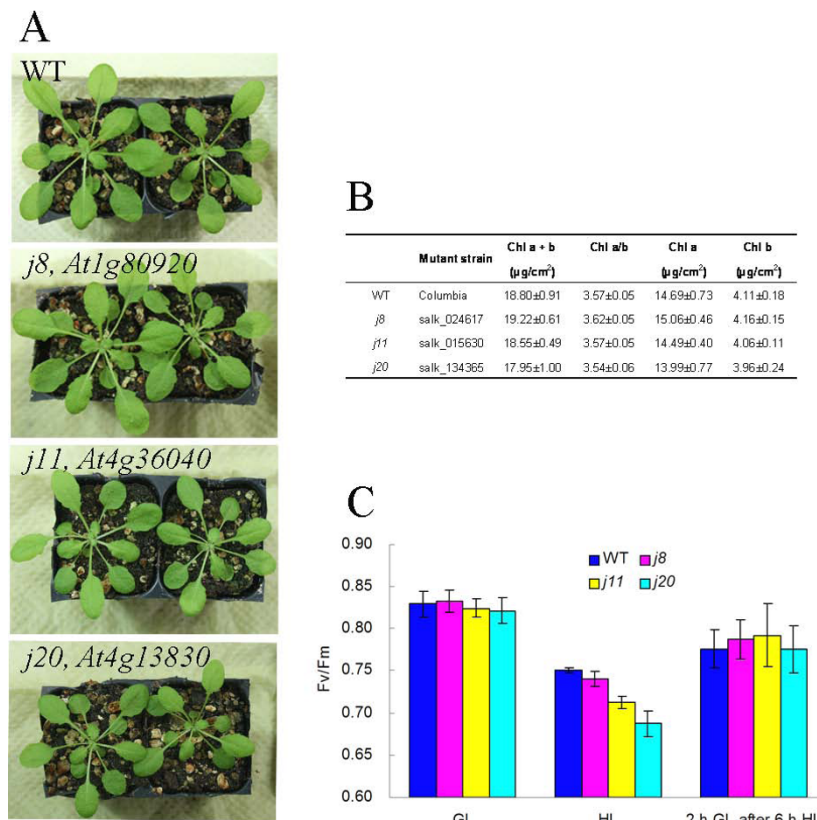 A
WT
j8, At1g80920
j11, At4g36040
j20, At4g13830
B
Mutant strain Chl a + b (µg/cm²) Chl a/b Chl a (µg/cm²) Chl b (µg/cm²)
WT Columbia 18.80±0.91 3.57±0.05 14.69±0.73 4.11±0.18
j8 salk_024617 19.22±0.61 3.62±0.05 15.06±0.46 4.16±0.15
j11 salk_015630 18.55±0.49 3.57±0.05 14.49±0.40 4.06±0.11
j20 salk_134365 17.95±1.00 3.54±0.06 13.99±0.77 3.96±0.24
C
WT j8
j11 j20
Fv/Fm
0.90
0.85
0.80
0.75
0.70
0.65
0.60
GL HL 2 h GL after 6 h HL